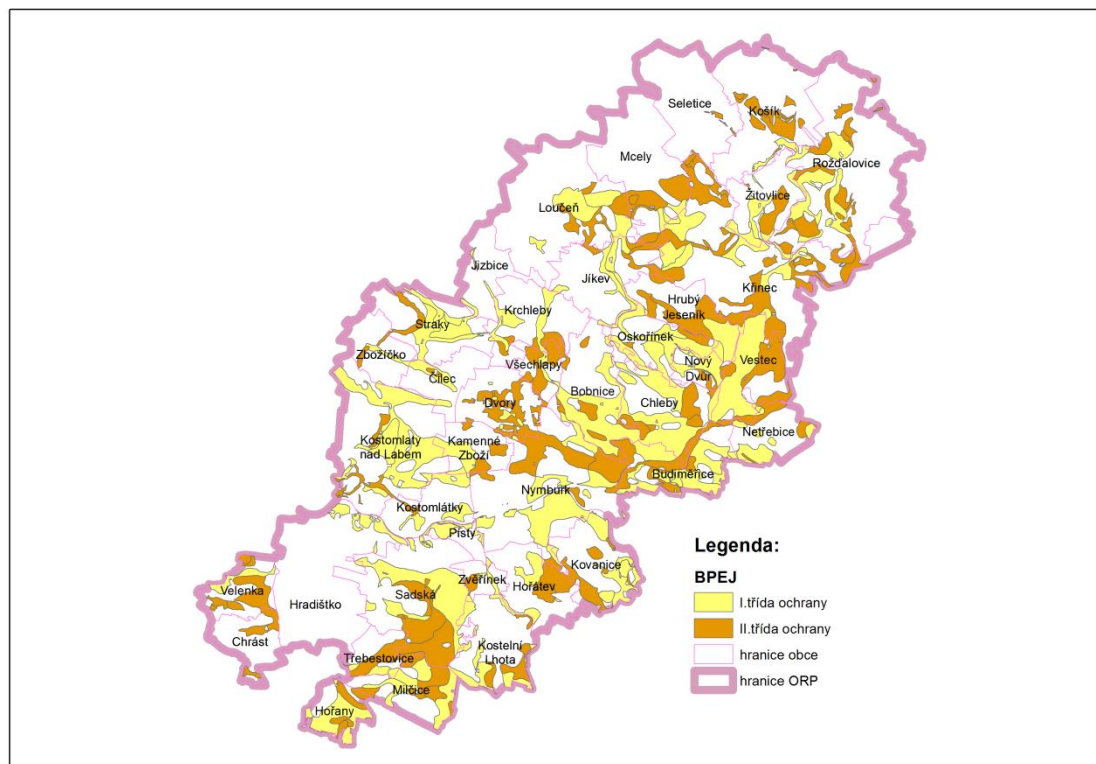 Seletice
Košík
Mcely
Rožďalovice
Žitovlice
Loučeň
Jizbice
Jíkev
Křinec
Hrubý
Jeseník
Krchleby
Straky
Oskořínek
Zbožíčko
Všechlapy
Nový
Dvůr
Vestec
Čilec
Bobnice
Dvory
Chleby
Netřebice
Kostomlaty
nad Labem
Kamenné
Zboží
Budiměřice
Nymburk
Kostomlátky
Písty
Kovanice
Velenka
Zvěřínek
Hořátev
Sadská
Hradištko
Chrást
Kostelní
Lhota
Třebestovice
Milčice
Hořany
Legenda:
BPEJ
I.třída ochrany
II.třída ochrany
hranice obce
hranice ORP